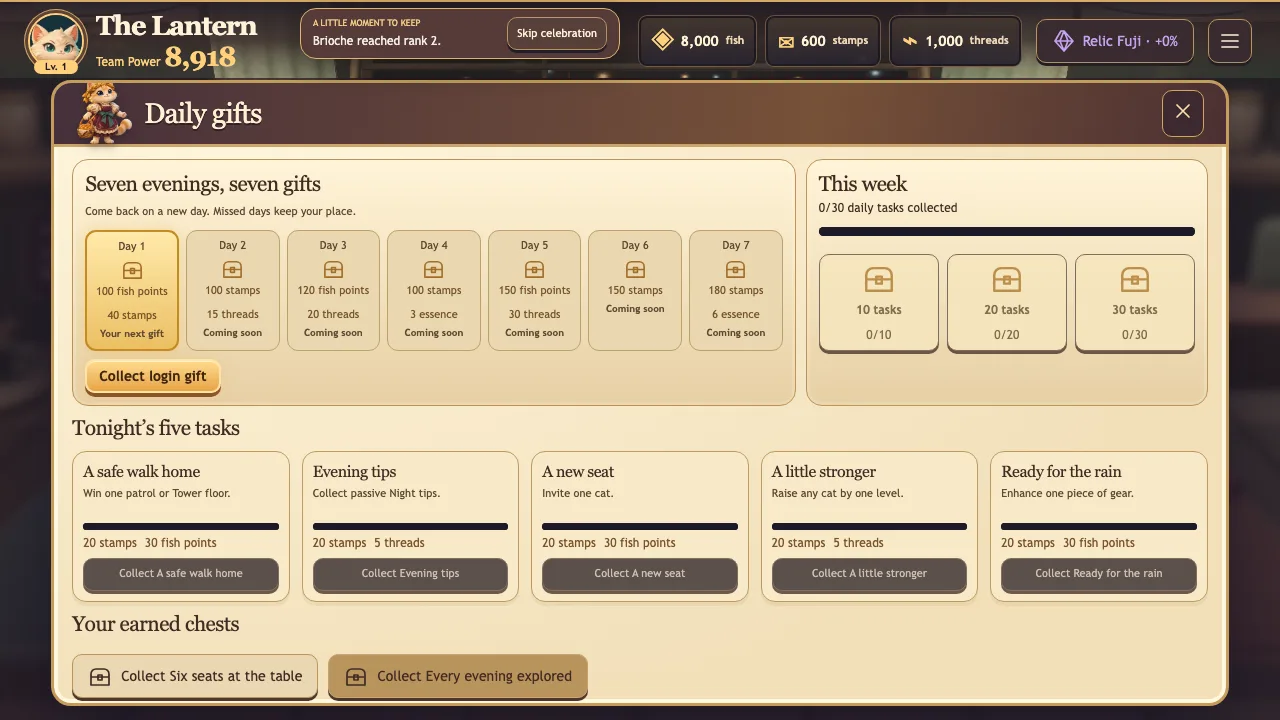 The Lantern
Team Power 8,918
Lv. 1
A LITTLE MOMENT TO KEEP
Brioche reached rank 2.
Skip celebration
8,000 fish
600 stamps
1,000 threads
Relic Fuji · +0%
Daily gifts
Seven evenings, seven gifts
Come back on a new day. Missed days keep your place.
Day 1
100 fish points
40 stamps
Your next gift
Day 2
100 stamps
15 threads
Coming soon
Day 3
120 fish points
20 threads
Coming soon
Day 4
100 stamps
3 essence
Coming soon
Day 5
150 fish points
30 threads
Coming soon
Day 6
150 stamps
Coming soon
Day 7
180 stamps
6 essence
Coming soon
Collect login gift
This week
0/30 daily tasks collected
10 tasks
0/10
20 tasks
0/20
30 tasks
0/30
Tonight's five tasks
A safe walk home
Win one patrol or Tower floor.
20 stamps 30 fish points
Collect A safe walk home
Evening tips
Collect passive Night tips.
20 stamps 5 threads
Collect Evening tips
A new seat
Invite one cat.
20 stamps 30 fish points
Collect A new seat
A little stronger
Raise any cat by one level.
20 stamps 5 threads
Collect A little stronger
Ready for the rain
Enhance one piece of gear.
20 stamps 30 fish points
Collect Ready for the rain
Your earned chests
Collect Six seats at the table
Collect Every evening explored